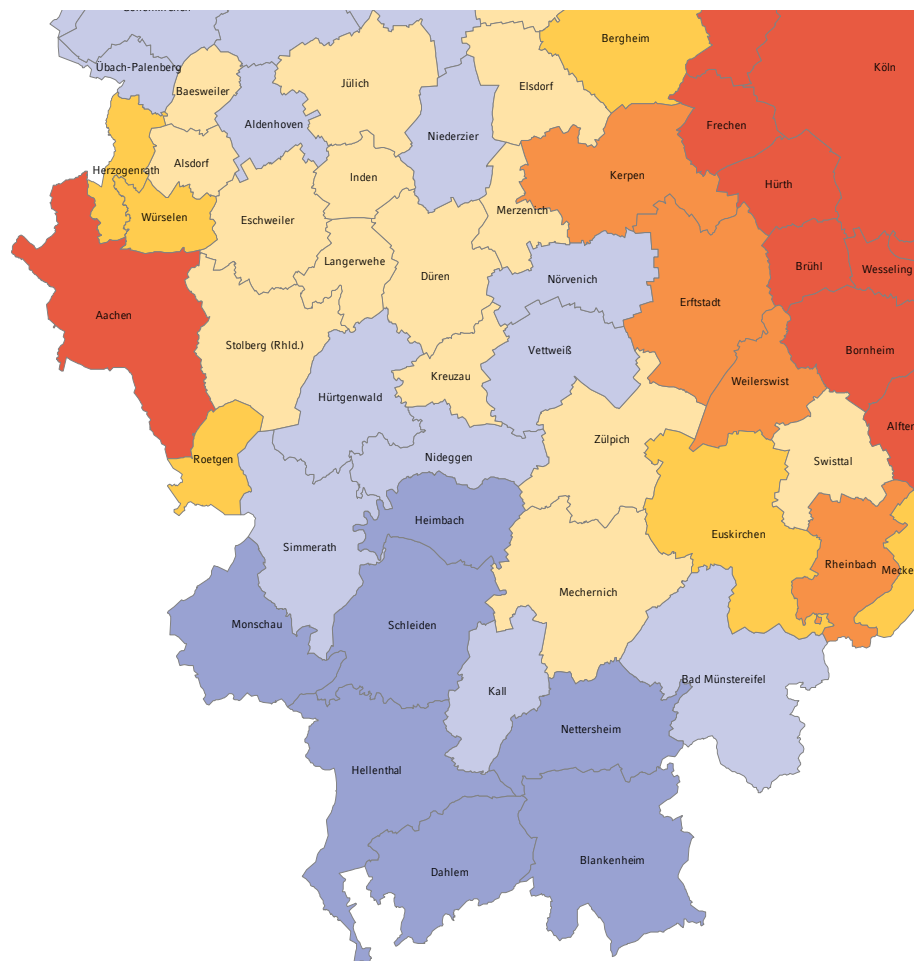 Bergheim
Köln
Übach-Palenberg
Jülich
Elsdorf
Baesweiler
Aldenhoven
Frechen
Niederzier
Alsdorf
Herzogenrath
Inden
Kerpen
Hürth
Merzenich
Würselen
Eschweiler
Langerwehe
Düren
Nörvenich
Brühl
Wesseling
Erftstadt
Aachen
Stolberg (Rhld.)
Vettweiß
Bornheim
Kreuzau
Weilerswist
Hürtgenwald
Alfter
Zülpich
Roetgen
Nideggen
Swisttal
Heimbach
Euskirchen
Simmerath
Rheinbach
Mecke
Mechernich
Monschau
Schleiden
Kall
Bad Münstereifel
Nettersheim
Hellenthal
Blankenheim
Dahlem